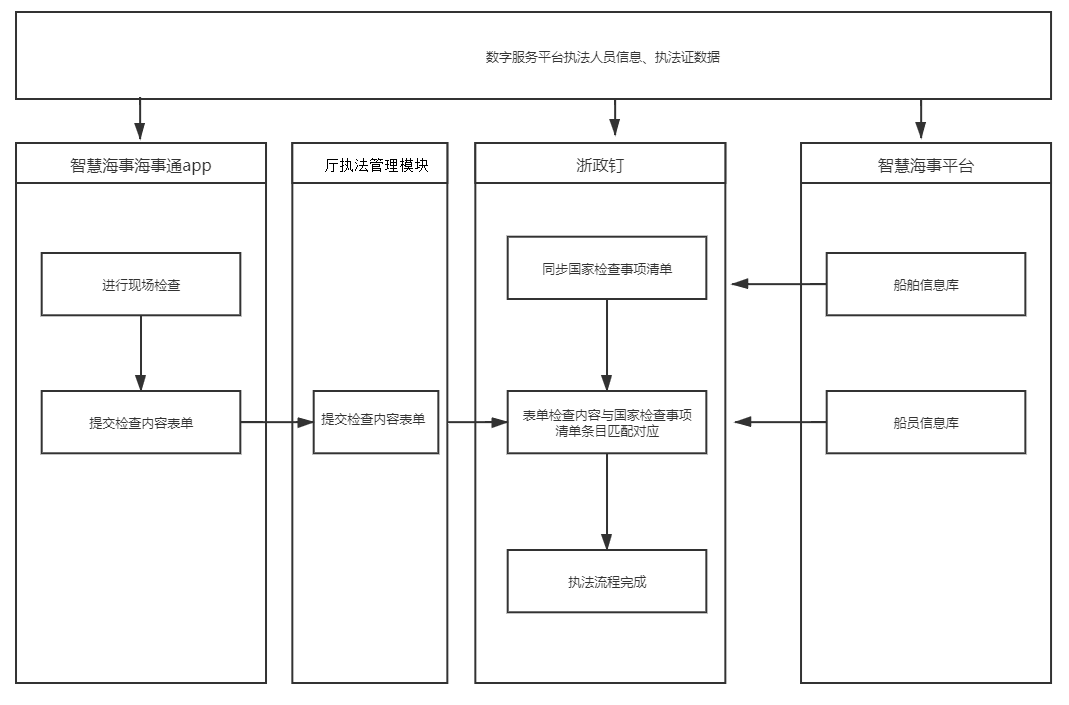 数字服务平台执法人员信息、执法证数据
智慧海事海事通app
厅执法管理模块
浙政钉
智慧海事平台
进行现场检查
同步国家检查事项清单
船舶信息库
提交检查内容表单
提交检查内容表单
表单检查内容与国家检查事项
清单条目匹配对应
船员信息库
执法流程完成